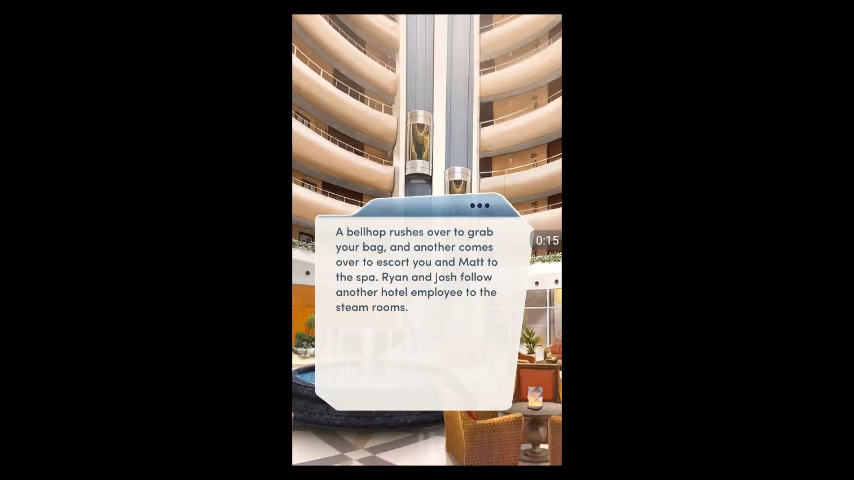 A bellhop rushes over to grab
your bag, and another comes
over to escort you and Matt to
the spa. Ryan and Josh follow
another hotel employee to the
steam rooms.
0:15